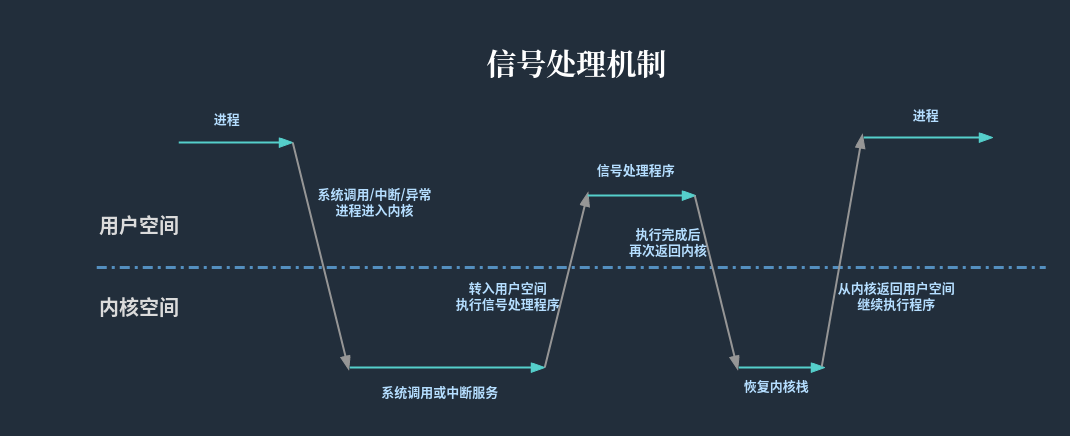 信号处理机制
进程
进程
信号处理程序
系统调用/中断/异常
进程进入内核
用户空间
执行完成后
再次返回内核
内核空间
转入用户空间
执行信号处理程序
从内核返回用户空间
继续执行程序
系统调用或中断服务
恢复内核栈